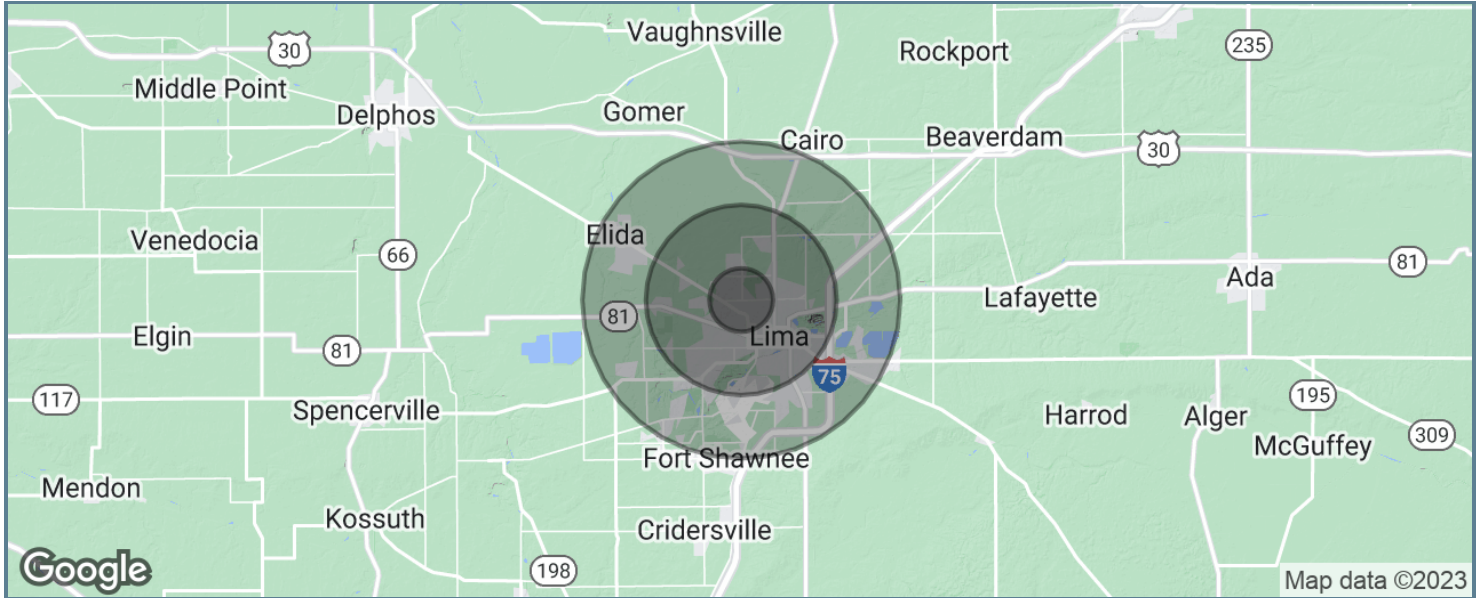 Vaughnsville
Rockport
235
30
Middle Point
Delphos
Gomer
Cairo
Beaverdam
30
Venedocia
66
Elida
81
Ada
Lafayette
Elgin
81
81
Lima
75
117
Spencerville
Harrod
Alger
195
309
McGuffey
Fort Shawnee
Mendon
Kossuth
Cridersville
198
Google
Map data ©2023